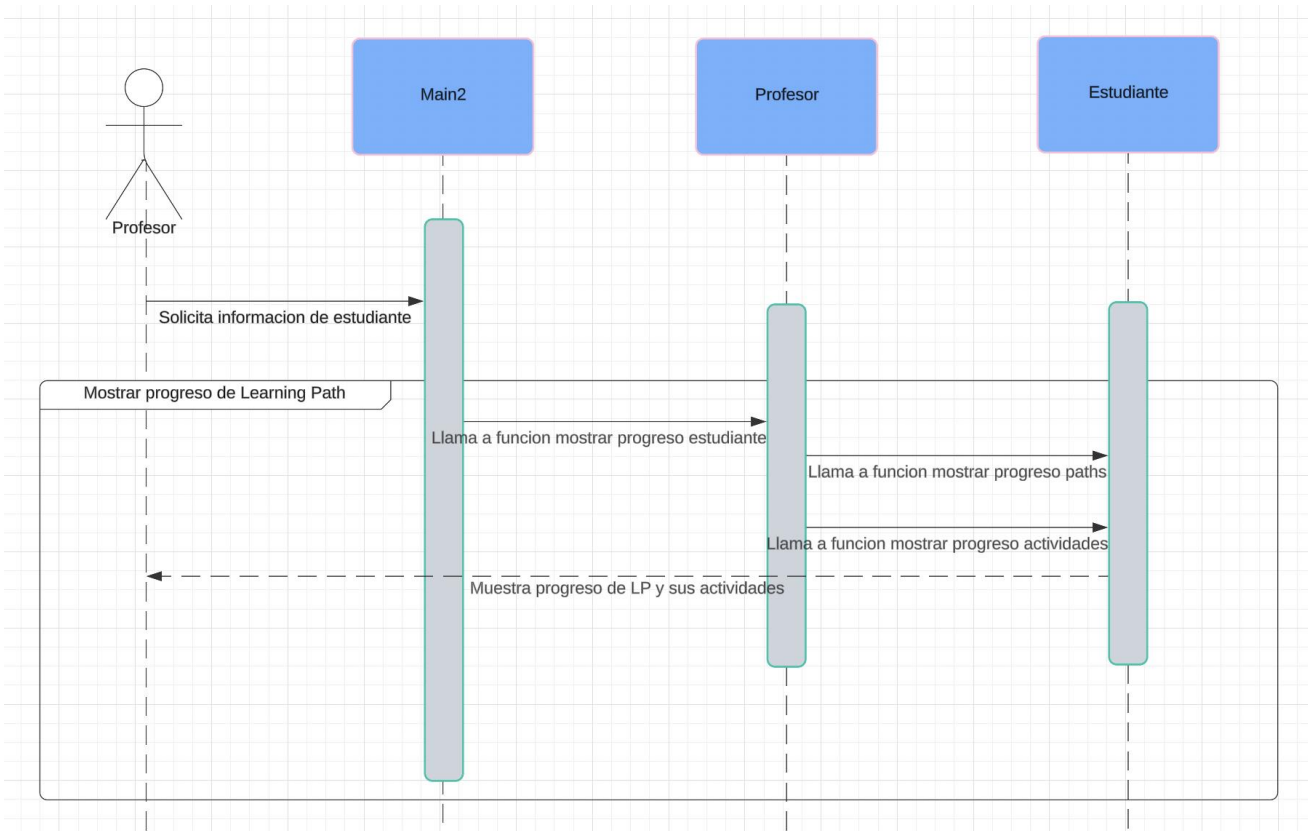 Main2
Profesor
Estudiante
Profesor
Solicita informacion de estudiante
Mostrar progreso de Learning Path
Llama a funcion mostrar progreso estudiante
Llama a funcion mostrar progreso paths
Llama a funcion mostrar progreso actividades
Muestra progreso de LP y sus actividades